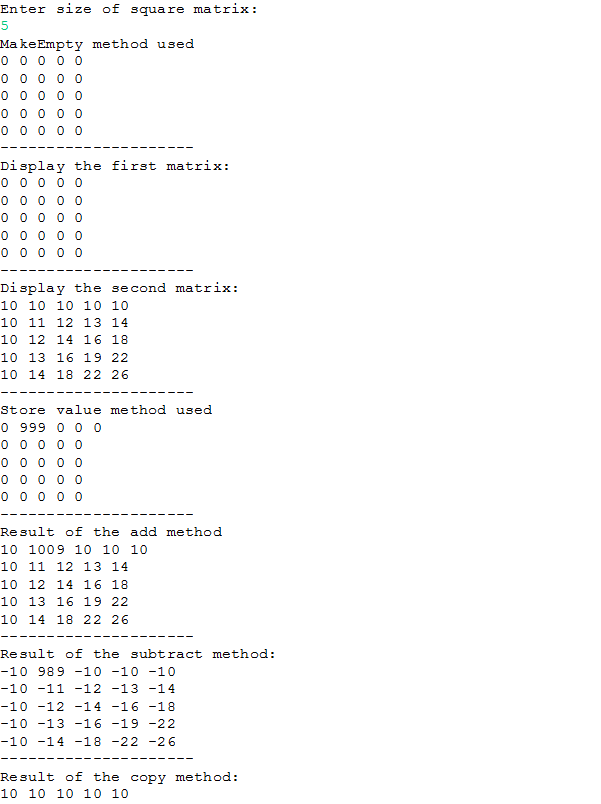 Enter size of square matrix:
5
MakeEmpty method used
0 0 0 0 0
0 0 0 0 0
0 0 0 0 0
0 0 0 0 0
0 0 0 0 0
---------------------
Display the first matrix:
0 0 0 0 0
0 0 0 0 0
0 0 0 0 0
0 0 0 0 0
0 0 0 0 0
---------------------
Display the second matrix:
10 10 10 10 10
10 11 12 13 14
10 12 14 16 18
10 13 16 19 22
10 14 18 22 26
---------------------
Store value method used
0 999 0 0 0
0 0 0 0 0
0 0 0 0 0
0 0 0 0 0
0 0 0 0 0
---------------------
Result of the add method
10 1009 10 10 10
10 11 12 13 14
10 12 14 16 18
10 13 16 19 22
10 14 18 22 26
---------------------
Result of the subtract method:
-10 989 -10 -10 -10
-10 -11 -12 -13 -14
-10 -12 -14 -16 -18
-10 -13 -16 -19 -22
-10 -14 -18 -22 -26
---------------------
Result of the copy method:
10 10 10 10 10